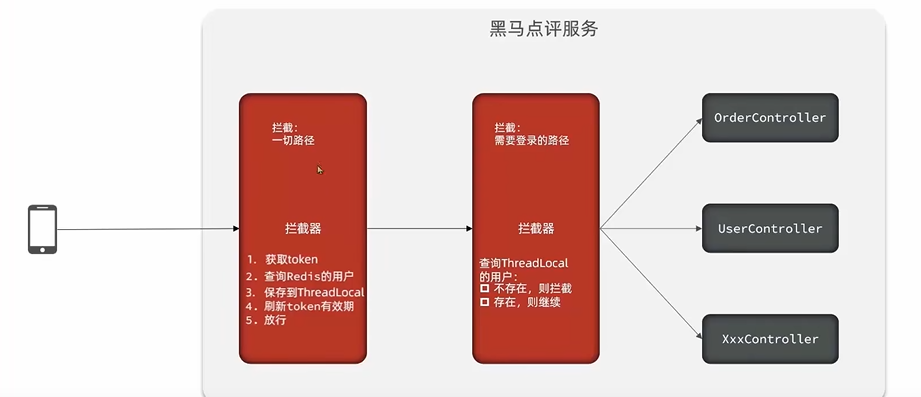 黑马点评服务
拦截：
一切路径
拦截器
1. 获取token
2. 查询Redis的用户
3. 保存到ThreadLocal
4. 刷新token有效期
5. 放行
拦截：
需要登录的路径
拦截器
查询ThreadLocal
的用户：
不存在，则拦截
存在，则继续
OrderController
UserController
XxxController